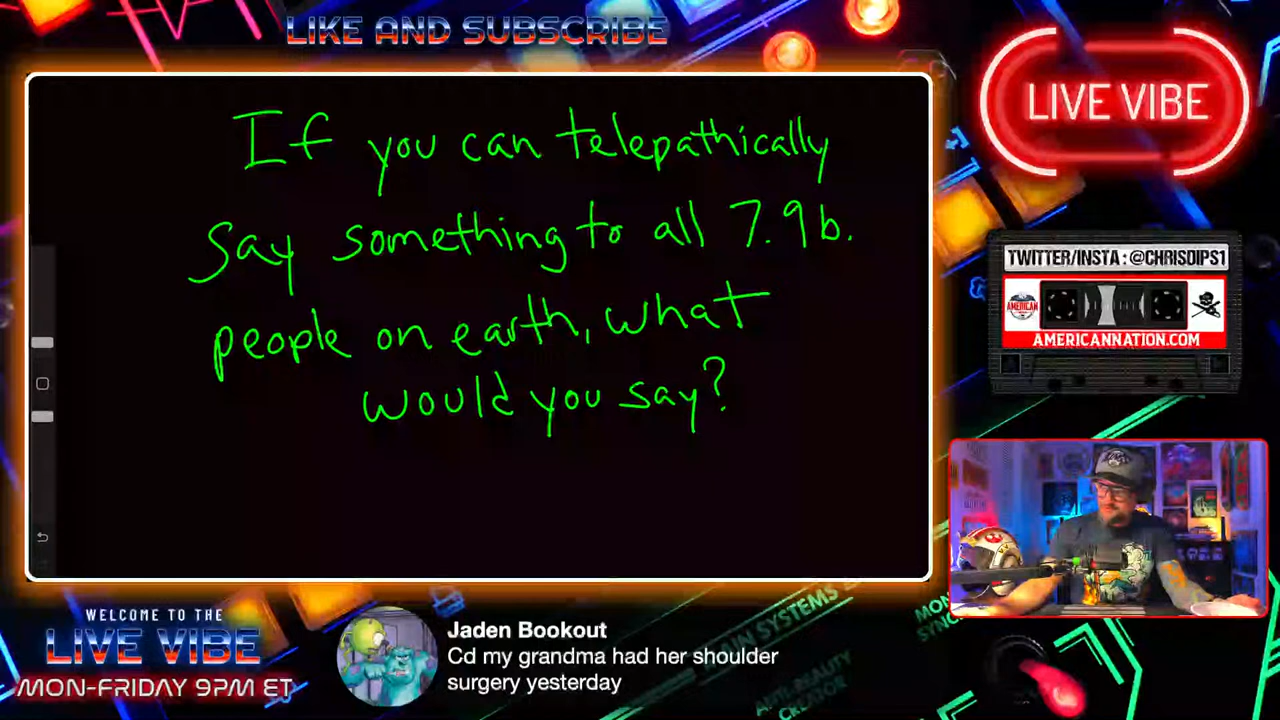 LIKE AND SUBSCRIBE
If you can telepathically
say something to all 7.9b.
people on earth, what
would you say?
LIVE VIBE
TWITTER/INSTA : @CHRISDIPS1
AMERICAN
AMERICANNATION.COM
WELCOME TO THE
LIVE VIBE
MON-FRIDAY 9PM ET
Jaden Bookout
Cd my grandma had her shoulder
surgery yesterday